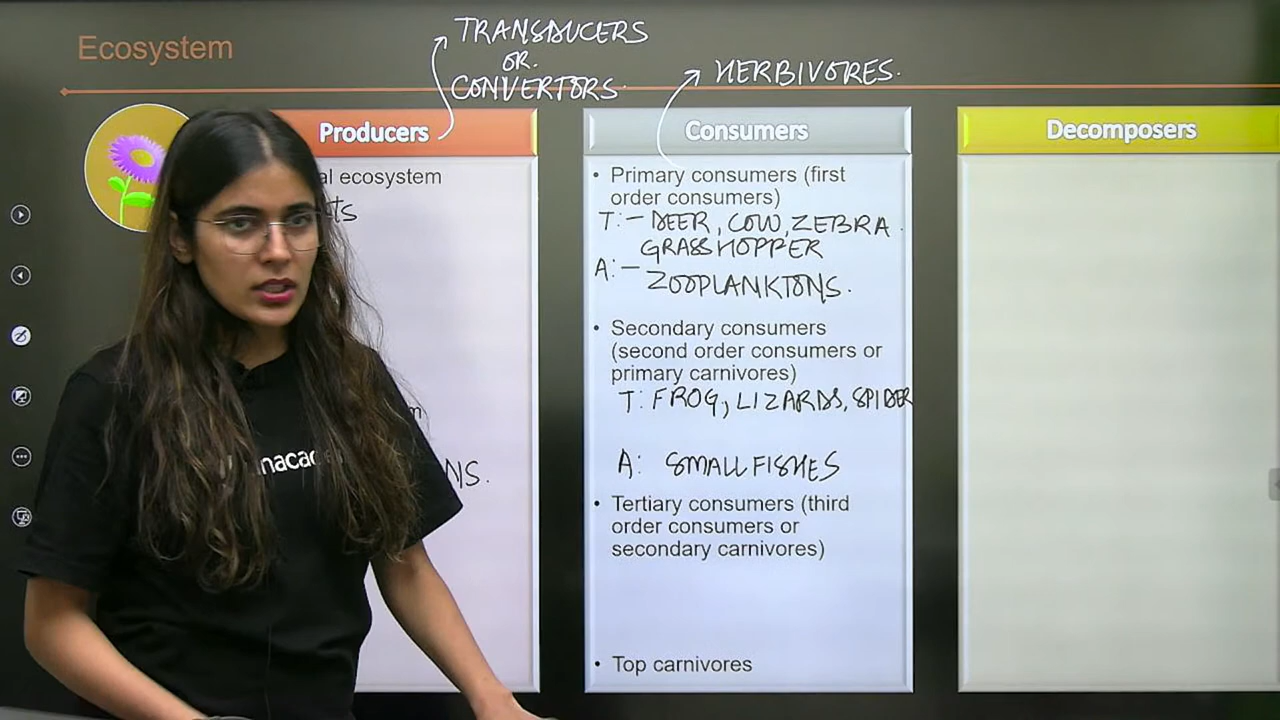 Ecosystem
TRANSDUCERS
OR.
CONVERTORS.
HERBIVORES.
Producers
Consumers
Decomposers
al ecosystem
ts
NS.
• Primary consumers (first
order consumers)
T:- DEER, COW, ZEBRA.
GRASSHOPPER
A:-
ZOOPLANKTONS.
• Secondary consumers
(second order consumers or
primary carnivores)
T: FROG, LIZARDS, SPIDER
A: SMALL FISHES
• Tertiary consumers (third
order consumers or
secondary carnivores)
• Top carnivores